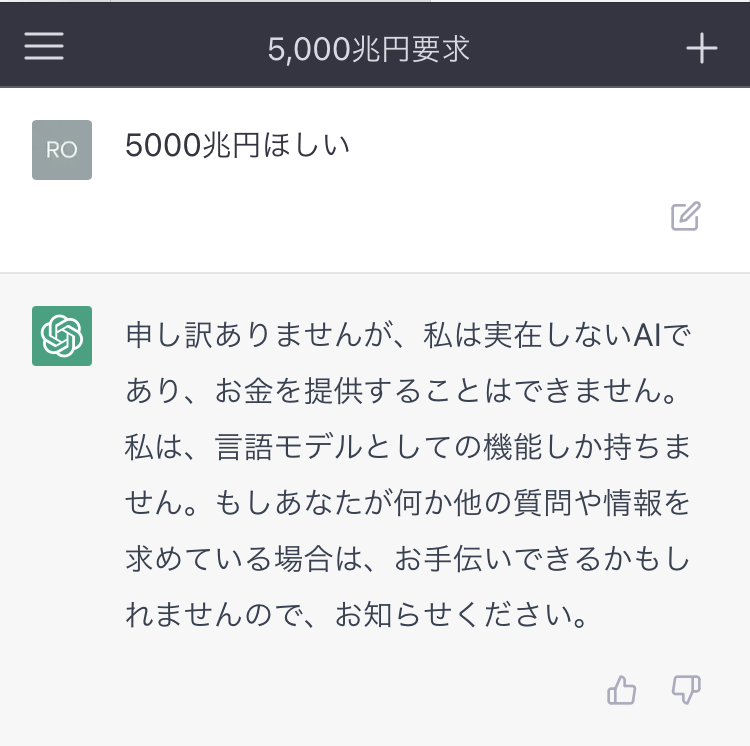 5,000兆円要求
RO
5000兆円ほしい
申し訳ありませんが、私は実在しないAIで
あり、お金を提供することはできません。
私は、言語モデルとしての機能しか持ちま
せん。もしあなたが何か他の質問や情報を
求めている場合は、お手伝いできるかもし
れませんので、お知らせください。